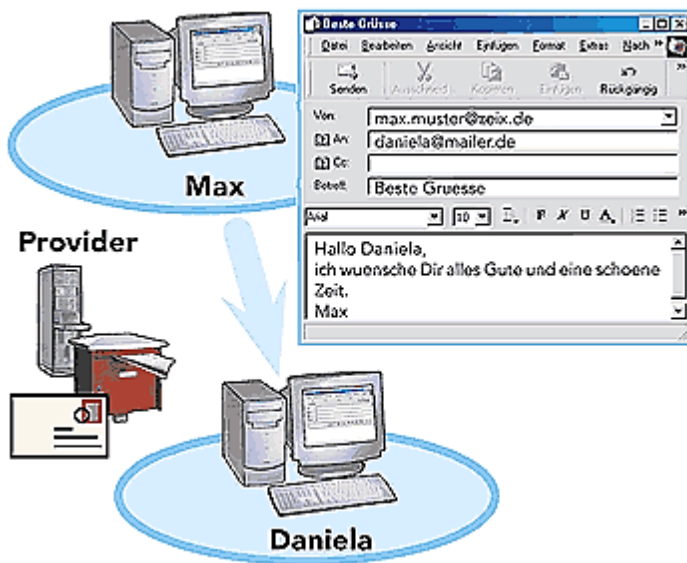 Beste Grüsse
Datei Bearbeiten Ansicht Einfügen Format Extras Nach »
Senden Ausschneid. Kopieren Einfügen Rückgängig »
Von: max.muster@zeix.de
An: daniela@mailer.de
Cc:
Betreff: Beste Gruesse
Arial 10 F K U A »
Hallo Daniela,
ich wuensche Dir alles Gute und eine schoene
Zeit.
Max
Max
Provider
Daniela